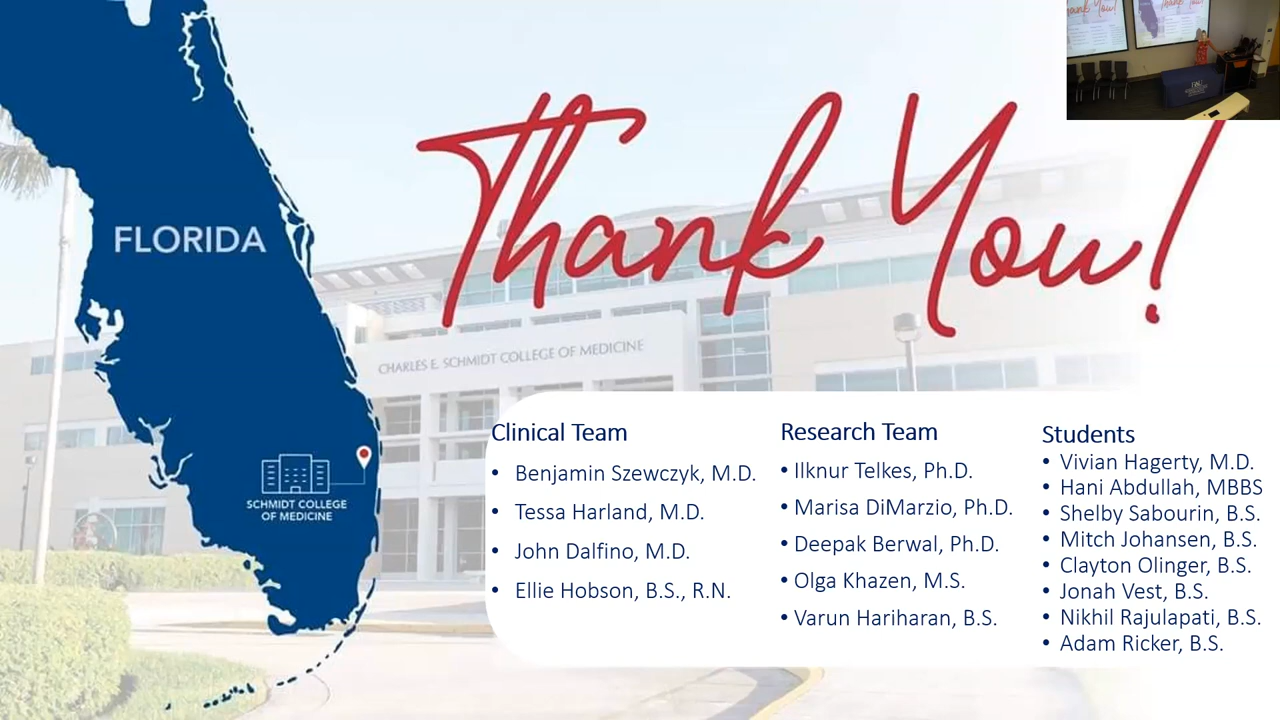 Thank You!
FLORIDA
CHARLES E. SCHMIDT COLLEGE OF MEDICINE
SCHMIDT COLLEGE
OF MEDICINE
Clinical Team
• Benjamin Szewczyk, M.D.
• Tessa Harland, M.D.
• John Dalfino, M.D.
• Ellie Hobson, B.S., R.N.
Research Team
• Ilknur Telkes, Ph.D.
• Marisa DiMarzio, Ph.D.
• Deepak Berwal, Ph.D.
• Olga Khazen, M.S.
• Varun Hariharan, B.S.
Students
• Vivian Hagerty, M.D.
• Hani Abdullah, MBBS
• Shelby Sabourin, B.S.
• Mitch Johansen, B.S.
• Clayton Olinger, B.S.
• Jonah Vest, B.S.
• Nikhil Rajulapati, B.S.
• Adam Ricker, B.S.